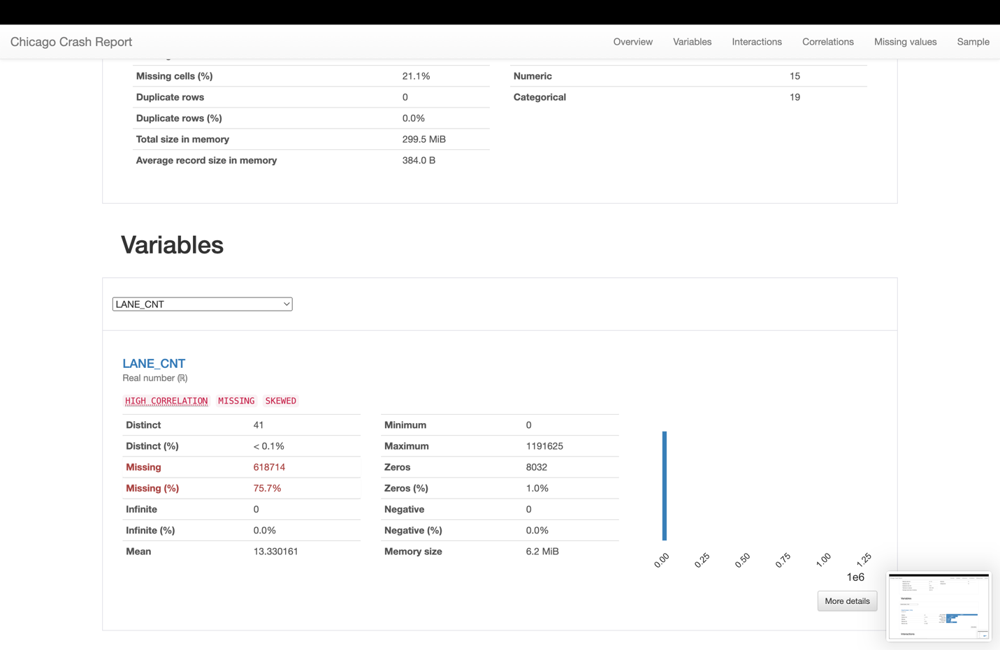 Chicago Crash Report
Overview Variables Interactions Correlations Missing values Sample
Missing cells (%) 21.1%
Duplicate rows 0
Duplicate rows (%) 0.0%
Total size in memory 299.5 MiB
Average record size in memory 384.0 B
Numeric 15
Categorical 19
Variables
LANE_CNT
LANE_CNT
Real number (ℝ)
HIGH CORRELATION MISSING SKEWED
Distinct 41
Distinct (%) < 0.1%
Missing 618714
Missing (%) 75.7%
Infinite 0
Infinite (%) 0.0%
Mean 13.330161
Minimum 0
Maximum 1191625
Zeros 8032
Zeros (%) 1.0%
Negative 0
Negative (%) 0.0%
Memory size 6.2 MiB
0.00 0.25 0.50 0.75 1.00 1.25
1e6
More details
Variables
Interactions